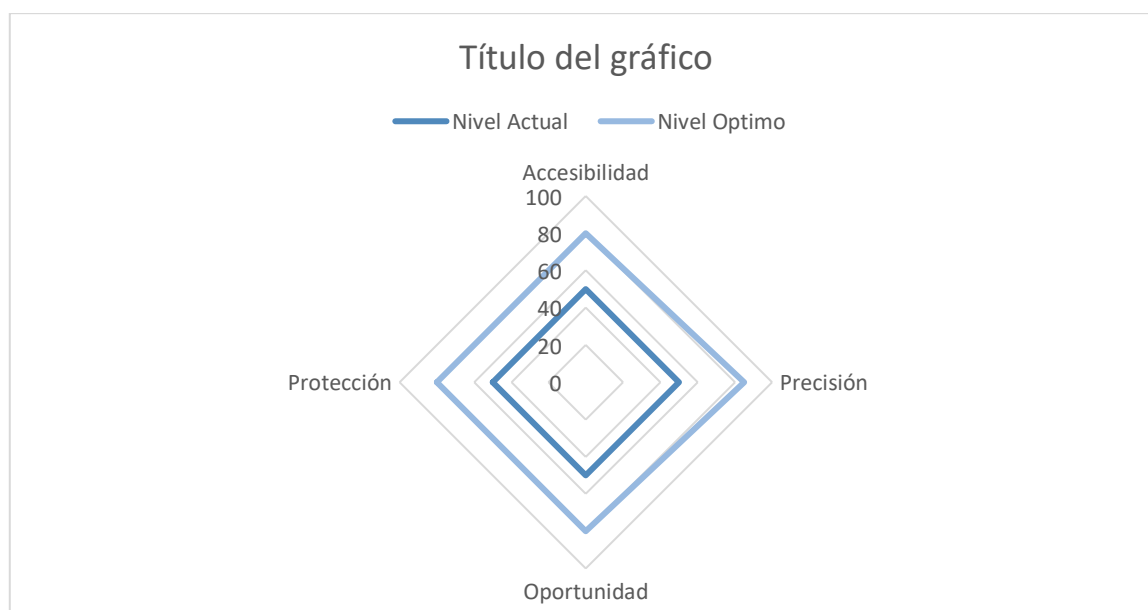 Título del gráfico
Nivel Actual Nivel Optimo
Accesibilidad
100
80
60
40
20
Protección 0 Precisión
Oportunidad